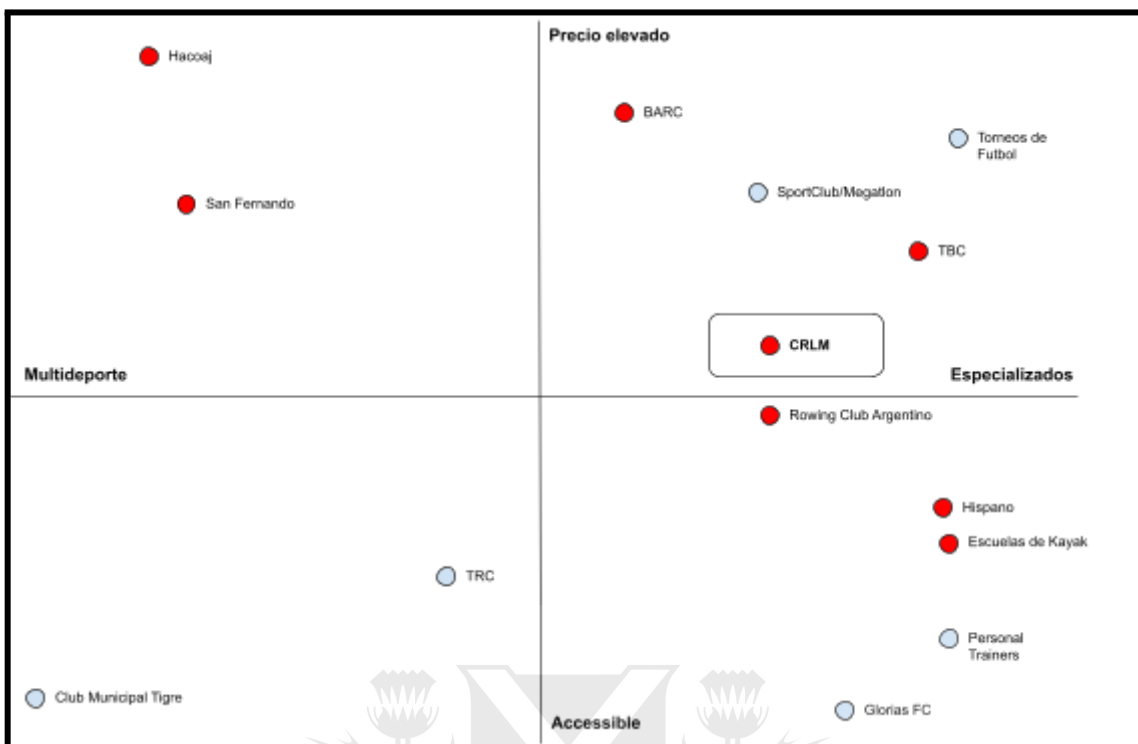 Precio elevado
Hacoaj
BARC
Torneos de
Futbol
SportClub/Megatlon
San Fernando
TBC
CRLM
Multideporte
Especializados
Rowing Club Argentino
Hispano
Escuelas de Kayak
TRC
Personal
Trainers
Club Municipal Tigre
Glorias FC
Accessible